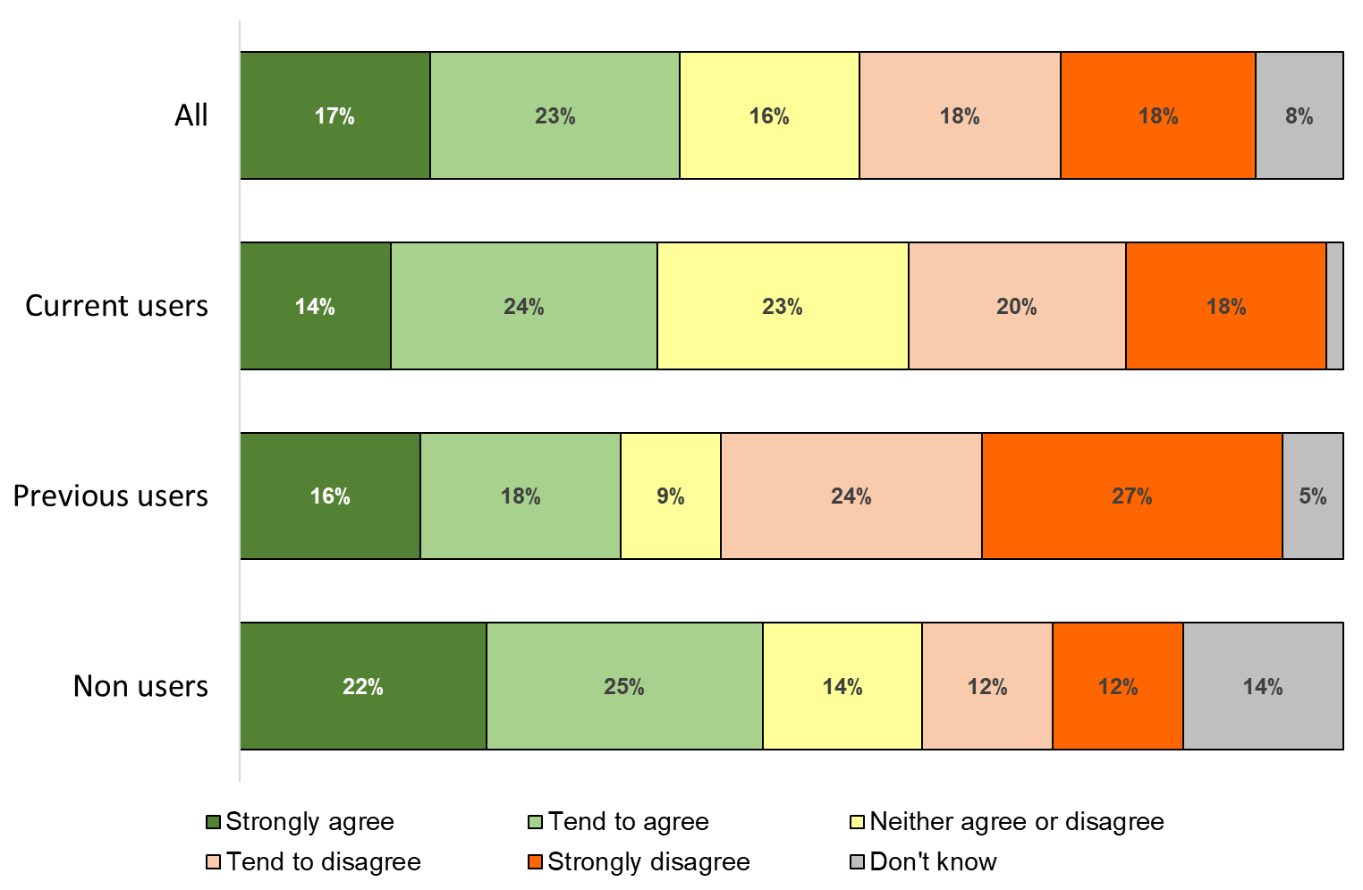 All 17% 23% 16% 18% 18% 8%
Current users 14% 24% 23% 20% 18%
Previous users 16% 18% 9% 24% 27% 5%
Non users 22% 25% 14% 12% 12% 14%
Strongly agree Tend to agree Neither agree or disagree
Tend to disagree Strongly disagree Don't know